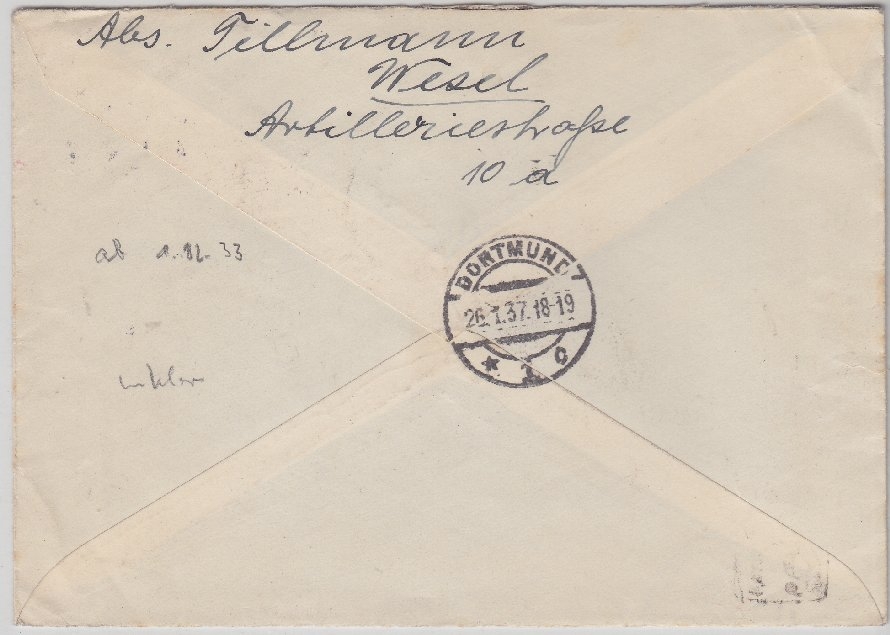 Abs. Tillmann
Wesel
Artilleriestraße
10 a
ab 1.12.33
DORTMUND
26.1.37.18-19
* c